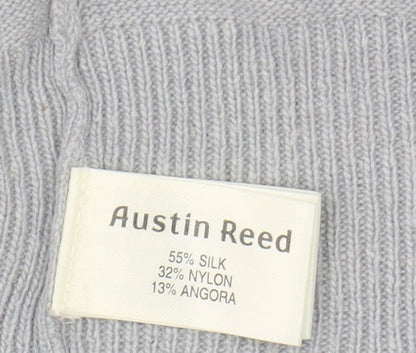 Austin Reed
55% SILK
32% NYLON
13% ANGORA